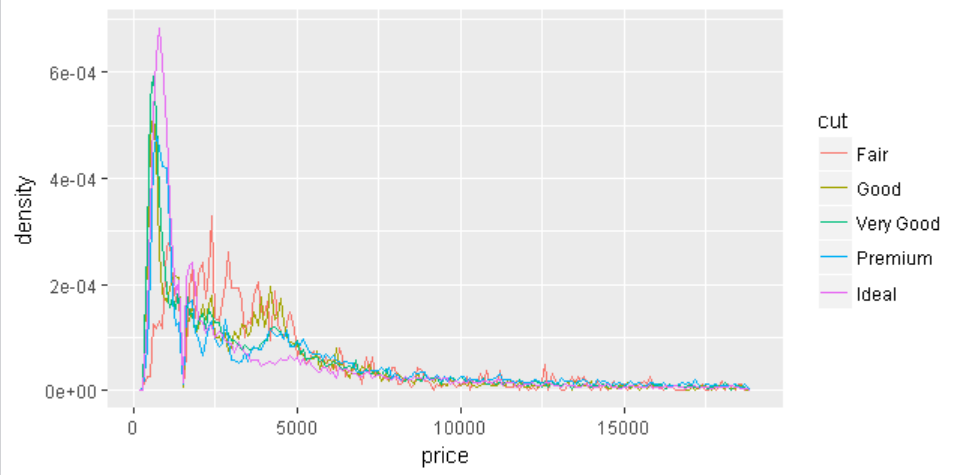 6e-04
4e-04
2e-04
0e+00
density
0
5000
10000
15000
price
cut
Fair
Good
Very Good
Premium
Ideal